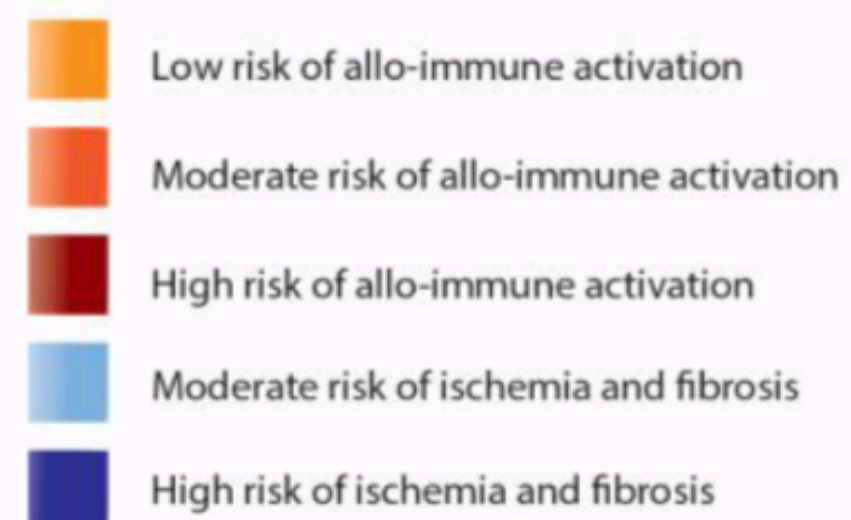 Low risk of allo-immune activation
Moderate risk of allo-immune activation
High risk of allo-immune activation
Moderate risk of ischemia and fibrosis
High risk of ischemia and fibrosis